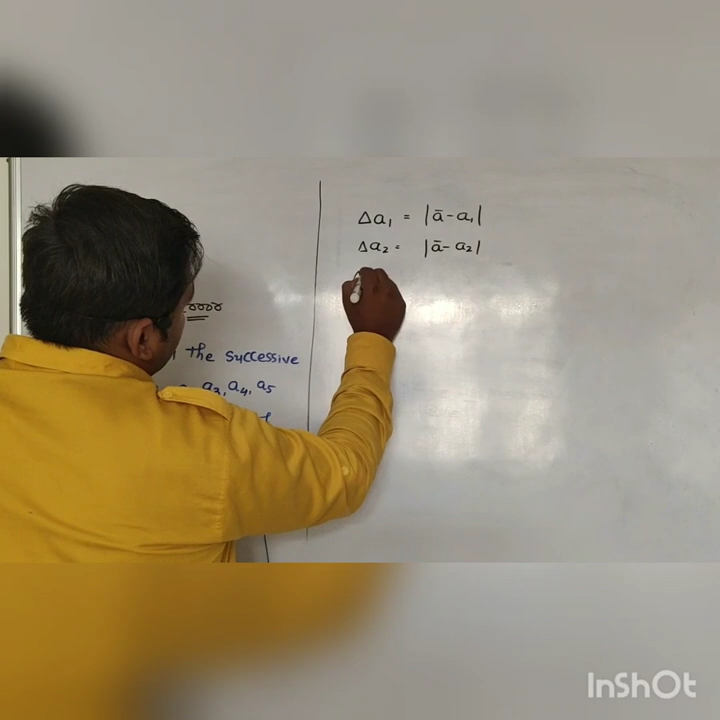 the successive
a₃, a₄, a₅
Δa₁ = |ā - a₁|
Δa₂ = |ā - a₂|
InShOt